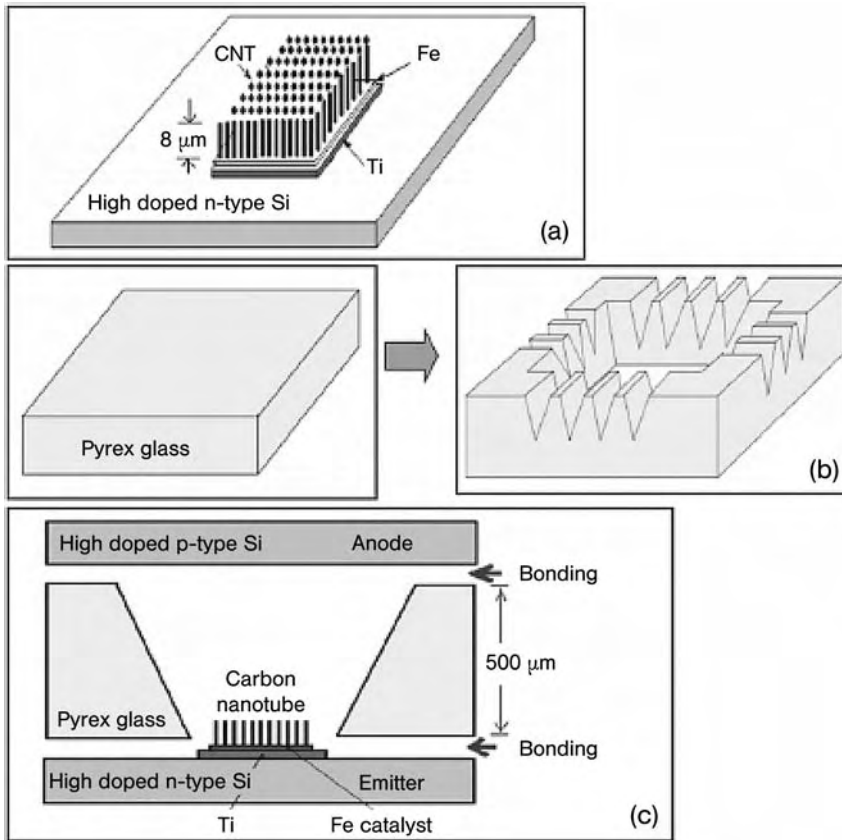 CNT
Fe
8 μm
Ti
High doped n-type Si
(a)
Pyrex glass
(b)
High doped p-type Si
Anode
Bonding
500 μm
Carbon
nanotube
Pyrex glass
Bonding
High doped n-type Si
Emitter
Ti
Fe catalyst
(c)